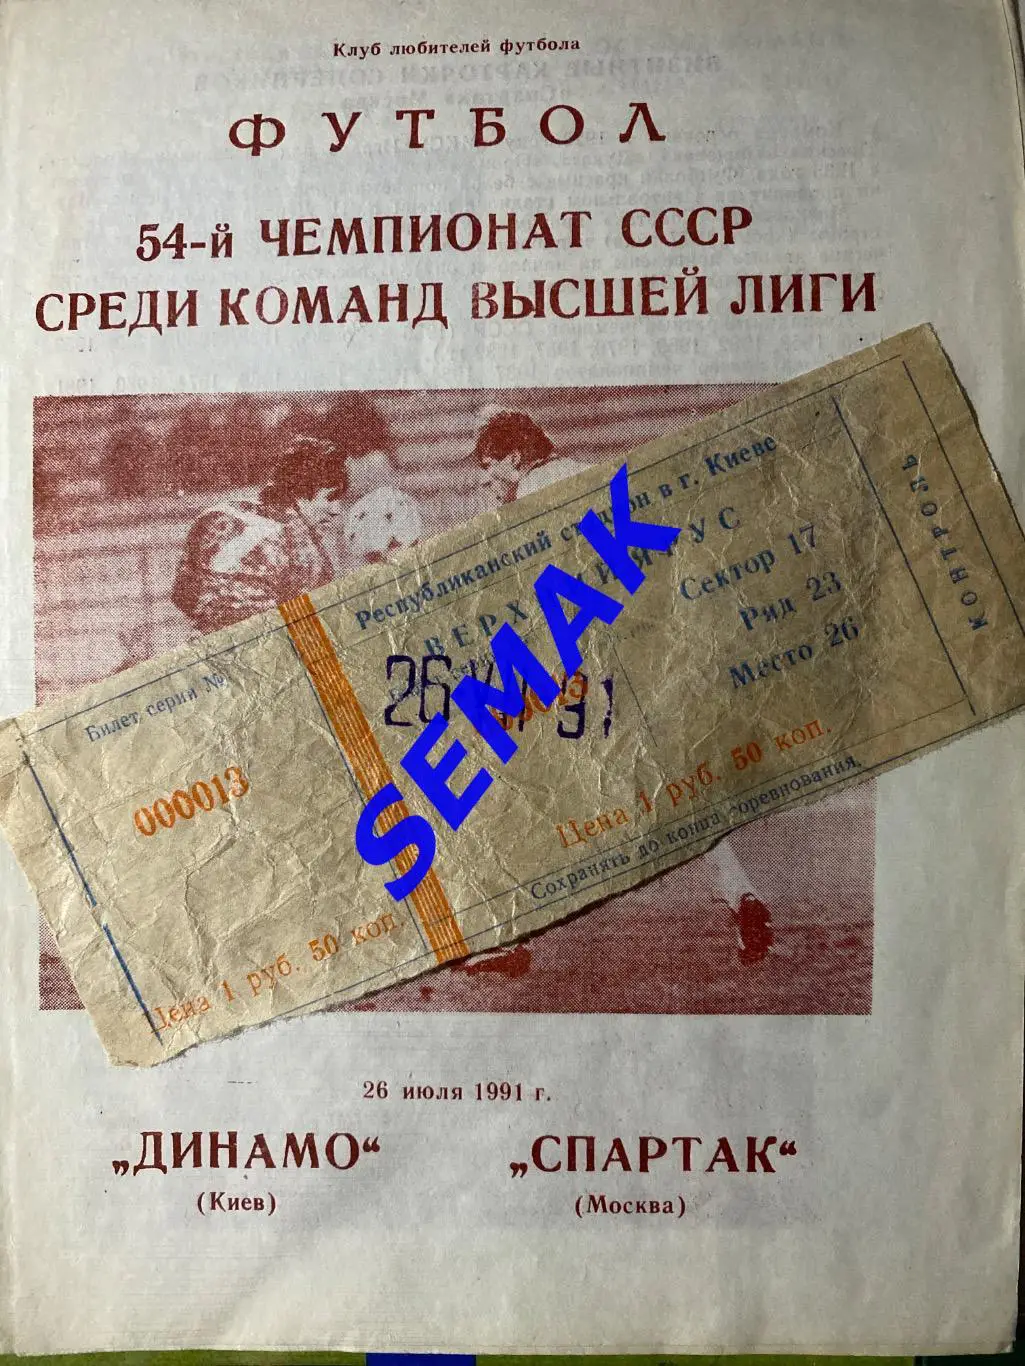 Клуб любителей футбола
ФУТБОЛ
54-й ЧЕМПИОНАТ СССР
СРЕДИ КОМАНД ВЫСШЕЙ ЛИГИ
Республиканский стадион в г. Киеве
ВЕРХ ЯРУС
Сектор 17
Ряд 23
Место 26
КОНТРОЛЬ
Билет, серии №
000013
26 91
Цена 1 руб. 50 коп.
Сохранять до конца соревнования.
Цена 1 руб. 50 коп.
SEMAK
26 июля 1991 г.
„ДИНАМО“ „СПАРТАК“
(Киев) (Москва)